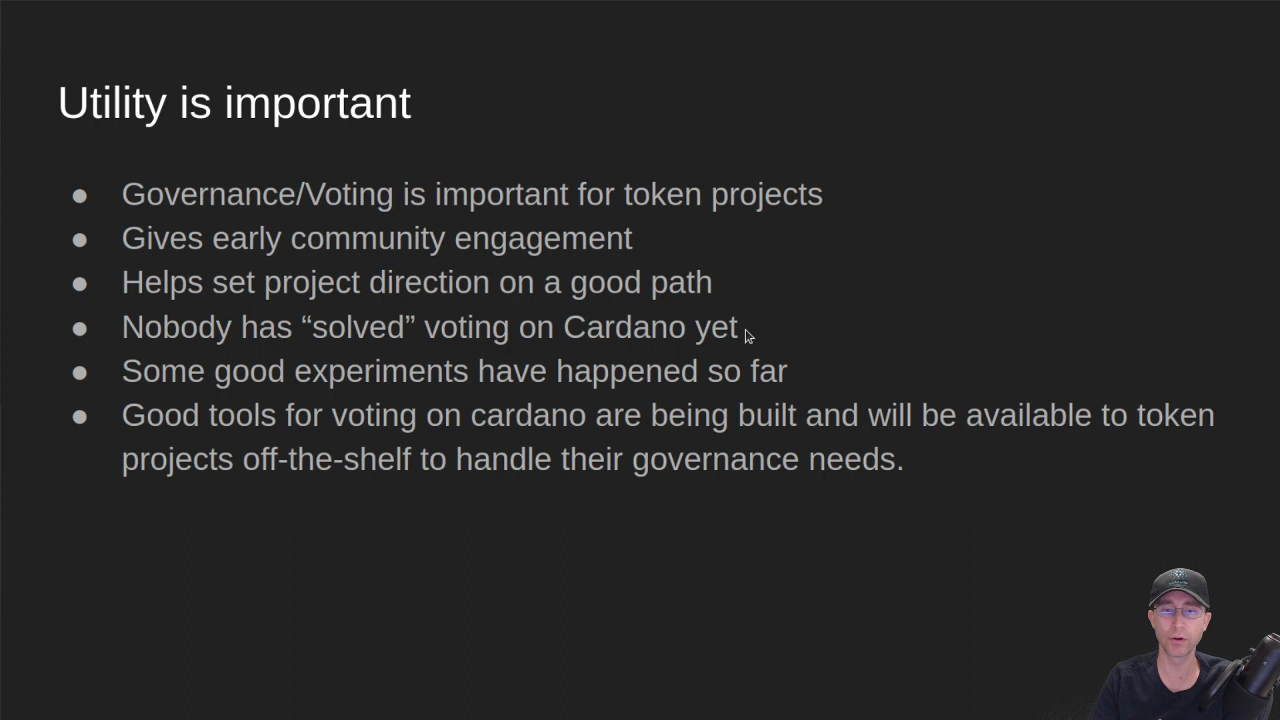 Utility is important
● Governance/Voting is important for token projects
● Gives early community engagement
● Helps set project direction on a good path
● Nobody has “solved” voting on Cardano yet
● Some good experiments have happened so far
● Good tools for voting on cardano are being built and will be available to token
projects off-the-shelf to handle their governance needs.